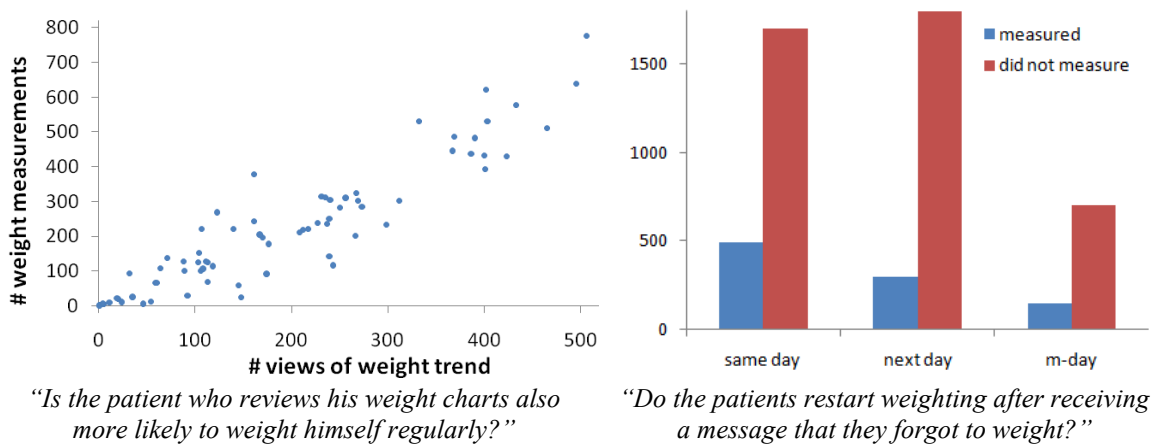 800
700
600
500
400
300
200
100
0
# weight measurements
0 100 200 300 400 500
# views of weight trend
“Is the patient who reviews his weight charts also
more likely to weight himself regularly?”
1500
1000
500
0
measured
did not measure
same day next day m-day
“Do the patients restart weighting after receiving
a message that they forgot to weight?”